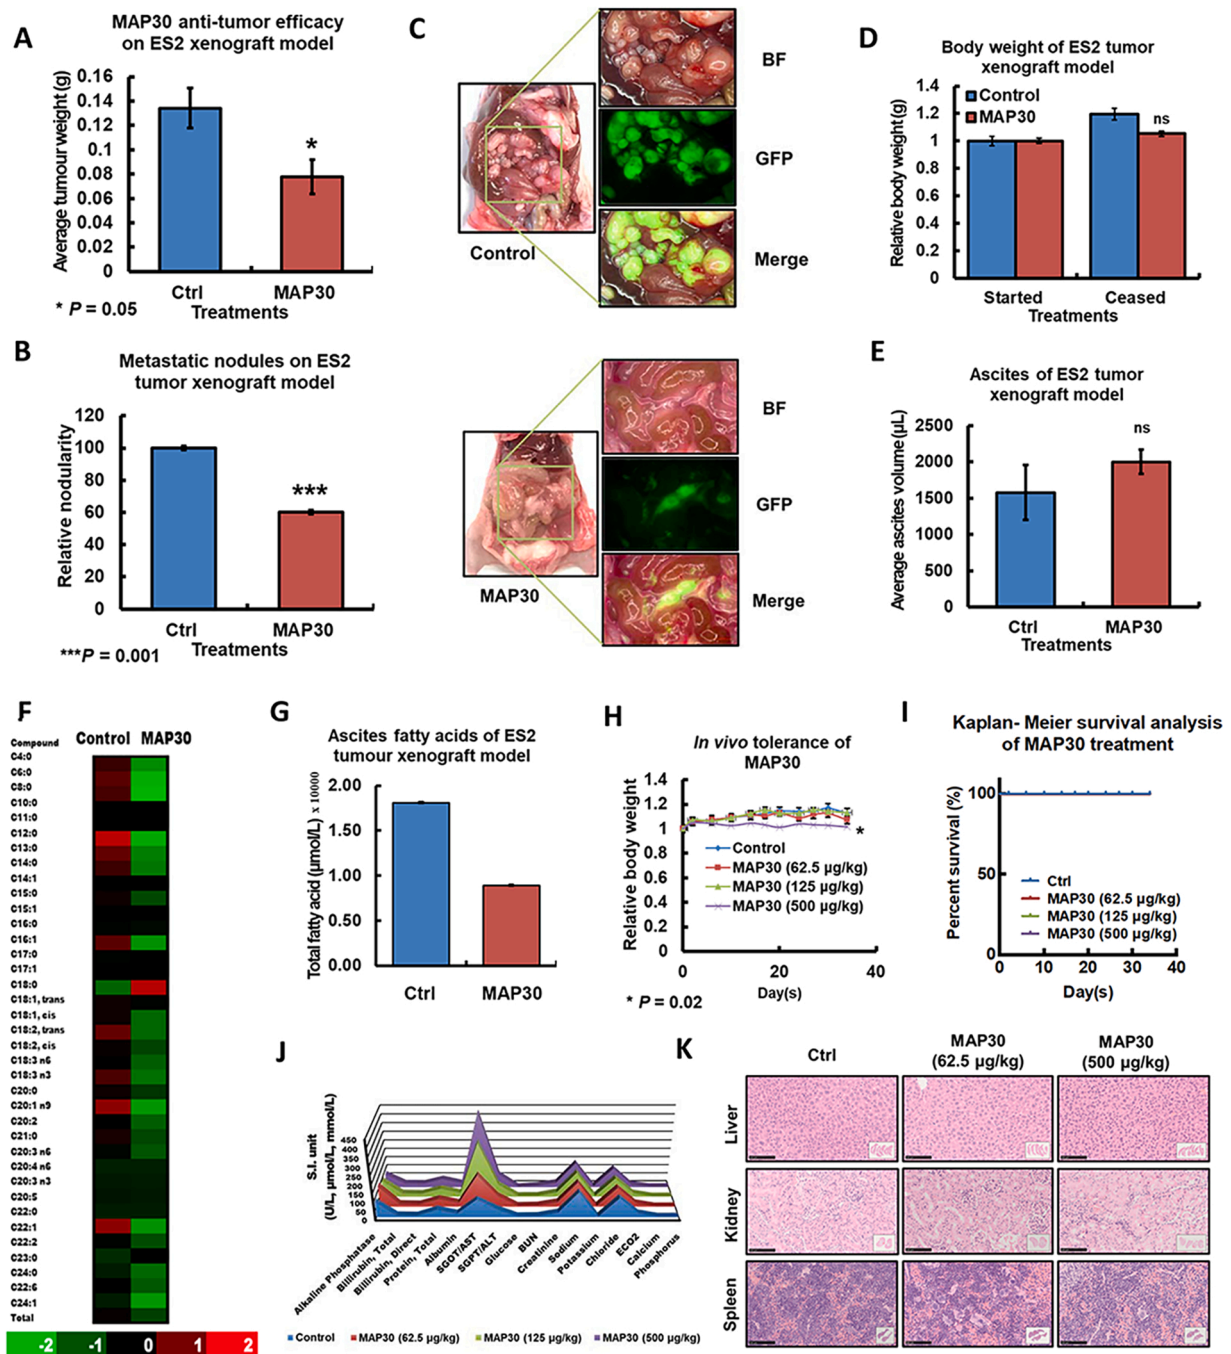 A
MAP30 anti-tumor efficacy
on ES2 xenograft model
Average tumour weight (g)
0.16
0.14
0.12
0.1
0.08
0.06
0.04
0.02
0
*
Ctrl
MAP30
Treatments
* P = 0.05
B
Metastatic nodules on ES2
tumor xenograft model
Relative nodularity
120
100
80
60
40
20
0
***
Ctrl
MAP30
Treatments
***P = 0.001
C
BF
GFP
Merge
Control
BF
GFP
Merge
MAP30
D
Body weight of ES2 tumor
xenograft model
Relative body weight (g)
1.4
1.2
1
0.8
0.6
0.4
0.2
0
Control
MAP30
ns
Started
Ceased
Treatments
E
Ascites of ES2 tumor
xenograft model
Average ascites volume (µL)
2500
2000
1500
1000
500
0
ns
Ctrl
MAP30
Treatments
F
Compound
Control
MAP30
C4:0
C6:0
C8:0
C10:0
C11:0
C12:0
C13:0
C14:0
C14:1
C15:0
C15:1
C16:0
C16:1
C17:0
C17:1
C18:0
C18:1, trans
C18:1, cis
C18:2, trans
C18:2, cis
C18:3 n6
C18:3 n3
C20:0
C20:1 n9
C20:2
C21:0
C20:3 n6
C20:4 n6
C20:3 n3
C20:5
C22:0
C22:1
C22:2
C23:0
C24:0
C22:6
C24:1
Total
-2
-1
0
1
2
G
Ascites fatty acids of ES2
tumour xenograft model
Total fatty acid (µmol/L) x 10000
2.00
1.50
1.00
0.50
0.00
Ctrl
MAP30
H
In vivo tolerance of
MAP30
Relative body weight
1.4
1.2
1
0.8
0.6
0.4
0.2
0
*
Control
MAP30 (62.5 µg/kg)
MAP30 (125 µg/kg)
MAP30 (500 µg/kg)
0
20
40
Day(s)
* P = 0.02
I
Kaplan- Meier survival analysis
of MAP30 treatment
Percent survival (%)
100
50
0
Ctrl
MAP30 (62.5 µg/kg)
MAP30 (125 µg/kg)
MAP30 (500 µg/kg)
0
10
20
30
40
Day(s)
J
S.I. unit
(U/L, µmol/L, mmol/L)
450
400
350
300
250
200
150
100
50
0
Alkaline Phosphatase
Bilirubin, Total
Bilirubin, Direct
Protein, Total
Albumin
SGOT/AST
SGPT/ALT
Glucose
BUN
Creatinine
Sodium
Potassium
Chloride
ECO2
Calcium
Phosphorus
Control
MAP30 (62.5 µg/kg)
MAP30 (125 µg/kg)
MAP30 (500 µg/kg)
K
Ctrl
MAP30
(62.5 µg/kg)
MAP30
(500 µg/kg)
Liver
Kidney
Spleen